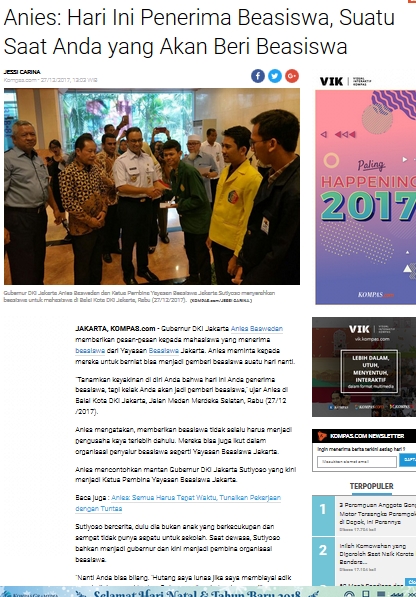 Anies: Hari Ini Penerima Beasiswa, Suatu
Saat Anda yang Akan Beri Beasiswa
JESSI CARINA
Kompas.com - 27/12/2017, 13:03 WIB
Gubernur DKI Jakarta Anies Baswedan dan Ketua Pembina Yayasan Beasiswa Jakarta Sutiyoso menyerahkan
beasiswa untuk mahasiswa di Balai Kota DKI Jakarta, Rabu (27/12/2017). (KOMPAS.com/JESSI CARINA )
JAKARTA, KOMPAS.com - Gubernur DKI Jakarta Anies Baswedan
memberikan pesan-pesan kepada mahasiswa yang menerima
beasiswa dari Yayasan Beasiswa Jakarta. Anies meminta kepada
mereka untuk berniat bisa menjadi pemberi beasiswa suatu hari nanti.
"Tanamkan keyakinan di diri Anda bahwa hari ini Anda penerima
beasiswa, tapi kelak Anda akan jadi pemberi beasiswa," ujar Anies di
Balai Kota DKI Jakarta, Jalan Medan Merdeka Selatan, Rabu (27/12
/2017).
Anies mengatakan, memberikan beasiswa tidak selalu harus menjadi
pengusaha kaya terlebih dahulu. Mereka bisa juga ikut dalam
organisasi penyalur beasiswa seperti Yayasan Beasiswa Jakarta.
Anies mencontohkan mantan Gubernur DKI Jakarta Sutiyoso yang kini
menjadi Ketua Pembina Yayasan Beasiswa Jakarta.
Baca juga : Anies: Semua Harus Tepat Waktu, Tunaikan Pekerjaan
dengan Tuntas
Sutiyoso bercerita, dulu dia bukan anak yang berkecukupan dan
sempat tidak punya sepatu untuk sekolah. Saat dewasa, Sutiyoso
bahkan menjadi gubernur dan kini menjadi pembina organisasi
beasiswa.
"Nanti Anda bisa bilang, 'Hutang saya lunas jika saya membiayai adik
VIK
VISUAL
INTERAKTIF
KOMPAS
Paling
HAPPENING
2017
KOMPAS.com
VIK
VISUAL
INTERAKTIF
KOMPAS
vik.kompas.com
LEBIH DALAM,
UTUH,
MENYENTUH,
INTERAKTIF
dalam format multimedia
KOMPAS.COM NEWSLETTER
Ingin menerima berita terkini setiap hari ?
Masukkan alamat email
DAFTA
TERPOPULER
1
3 Perempuan Anggota Geng
Motor Tersangka Perampok
di Depok, Ini Perannya
2
Inilah Kemewahan yang
Diperoleh Saat Naik Kereta
Bandara...
Selamat Hari Natal & Tahun Baru 2018